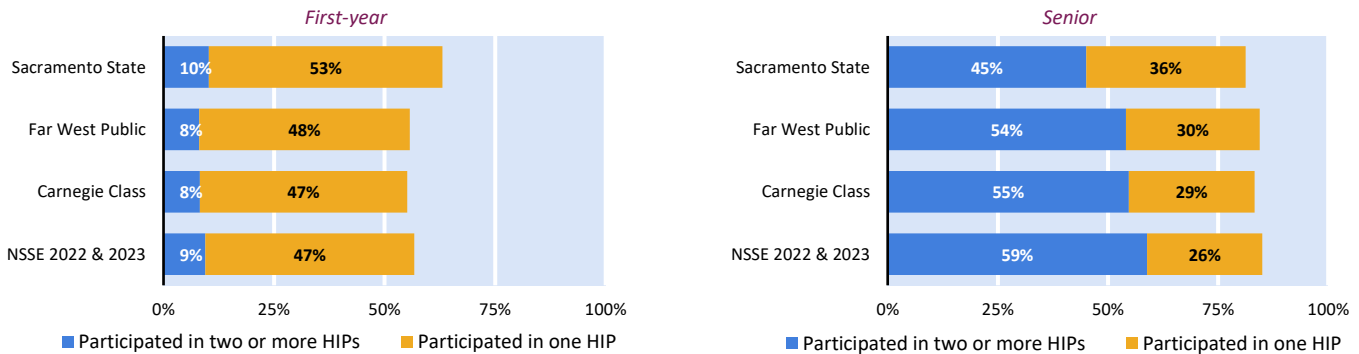 First-year
Sacramento State 10% 53%
Far West Public 8% 48%
Carnegie Class 8% 47%
NSSE 2022 & 2023 9% 47%
0% 25% 50% 75% 100%
Participated in two or more HIPs Participated in one HIP
Senior
Sacramento State 45% 36%
Far West Public 54% 30%
Carnegie Class 55% 29%
NSSE 2022 & 2023 59% 26%
0% 25% 50% 75% 100%
Participated in two or more HIPs Participated in one HIP